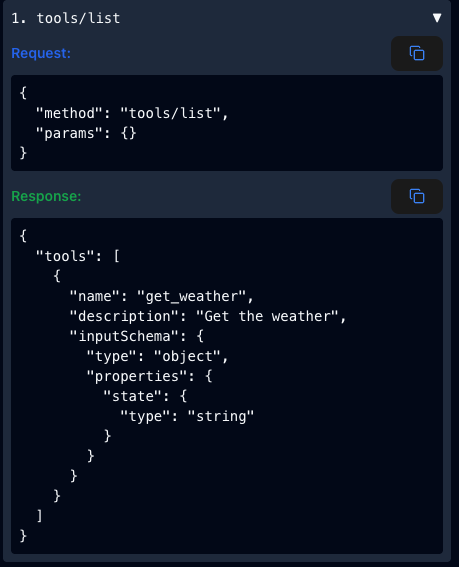 1. tools/list ▼
Request:
{
  "method": "tools/list",
  "params": {}
}
Response:
{
  "tools": [
    {
      "name": "get_weather",
      "description": "Get the weather",
      "inputSchema": {
        "type": "object",
        "properties": {
          "state": {
            "type": "string"
          }
        }
      }
    }
  ]
}